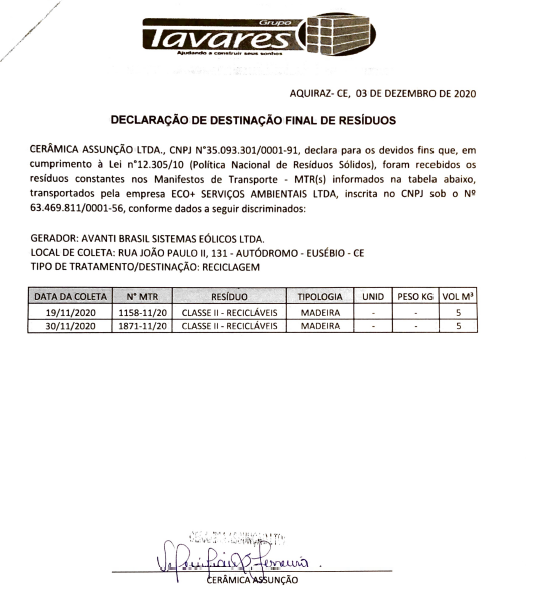 Grupo
Tavares
Ajudando a construir seus sonhos
AQUIRAZ- CE, 03 DE DEZEMBRO DE 2020
DECLARAÇÃO DE DESTINAÇÃO FINAL DE RESÍDUOS
CERÂMICA ASSUNÇÃO LTDA., CNPJ N°35.093.301/0001-91, declara para os devidos fins que, em
cumprimento à Lei n°12.305/10 (Política Nacional de Resíduos Sólidos), foram recebidos os
resíduos constantes nos Manifestos de Transporte - MTR(s) informados na tabela abaixo,
transportados pela empresa ECO+ SERVIÇOS AMBIENTAIS LTDA, inscrita no CNPJ sob o Nº
63.469.811/0001-56, conforme dados a seguir discriminados:
GERADOR: AVANTI BRASIL SISTEMAS EÓLICOS LTDA.
LOCAL DE COLETA: RUA JOÃO PAULO II, 131 - AUTÓDROMO - EUSÉBIO - CE
TIPO DE TRATAMENTO/DESTINAÇÃO: RECICLAGEM
DATA DA COLETA N° MTR RESÍDUO TIPOLOGIA UNID PESO KG VOL M³
19/11/2020 1158-11/20 CLASSE II - RECICLÁVEIS MADEIRA - - 5
30/11/2020 1871-11/20 CLASSE II - RECICLÁVEIS MADEIRA - - 5
Ferreira
CERÂMICA ASSUNÇÃO